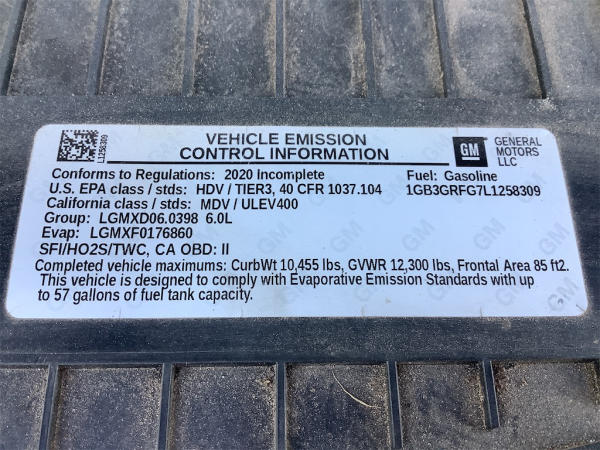 L1258309
VEHICLE EMISSION
CONTROL INFORMATION
GM
GENERAL
MOTORS
LLC
Conforms to Regulations: 2020 Incomplete
Fuel: Gasoline
U.S. EPA class / stds: HDV / TIER3, 40 CFR 1037.104
1GB3GRFG7L1258309
California class / stds: MDV / ULEV400
Group: LGMXD06.0398 6.0L
Evap: LGMXF0176860
SFI/HO2S/TWC, CA OBD: II
Completed vehicle maximums: CurbWt 10,455 lbs, GVWR 12,300 lbs, Frontal Area 85 ft2.
This vehicle is designed to comply with Evaporative Emission Standards with up
to 57 gallons of fuel tank capacity.